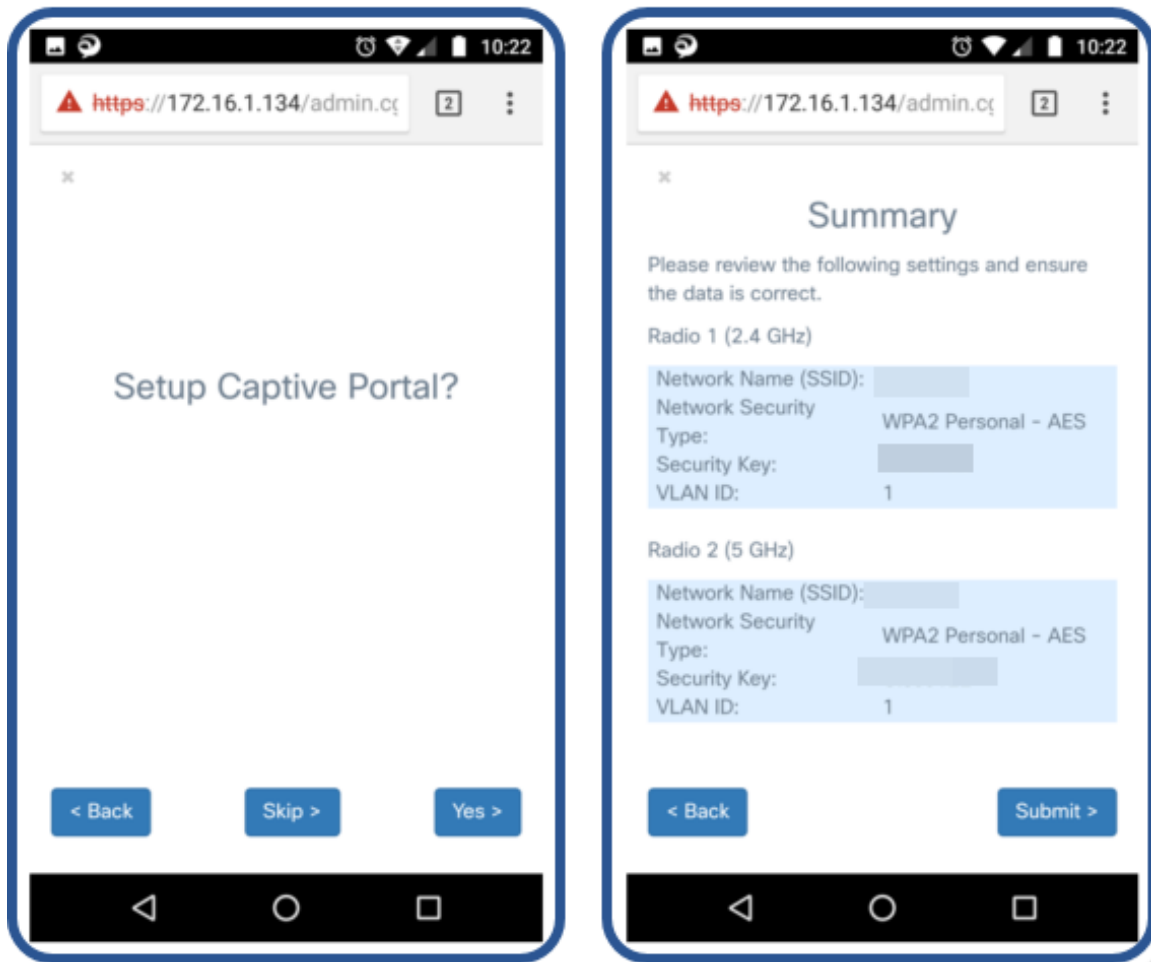 10:22
https://172.16.1.134/admin.cg
2
Setup Captive Portal?
< Back
Skip >
Yes >
10:22
https://172.16.1.134/admin.cg
2
Summary
Please review the following settings and ensure
the data is correct.
Radio 1 (2.4 GHz)
Network Name (SSID):
Network Security
Type:
WPA2 Personal - AES
Security Key:
VLAN ID: 1
Radio 2 (5 GHz)
Network Name (SSID):
Network Security
Type:
WPA2 Personal - AES
Security Key:
VLAN ID: 1
< Back
Submit >